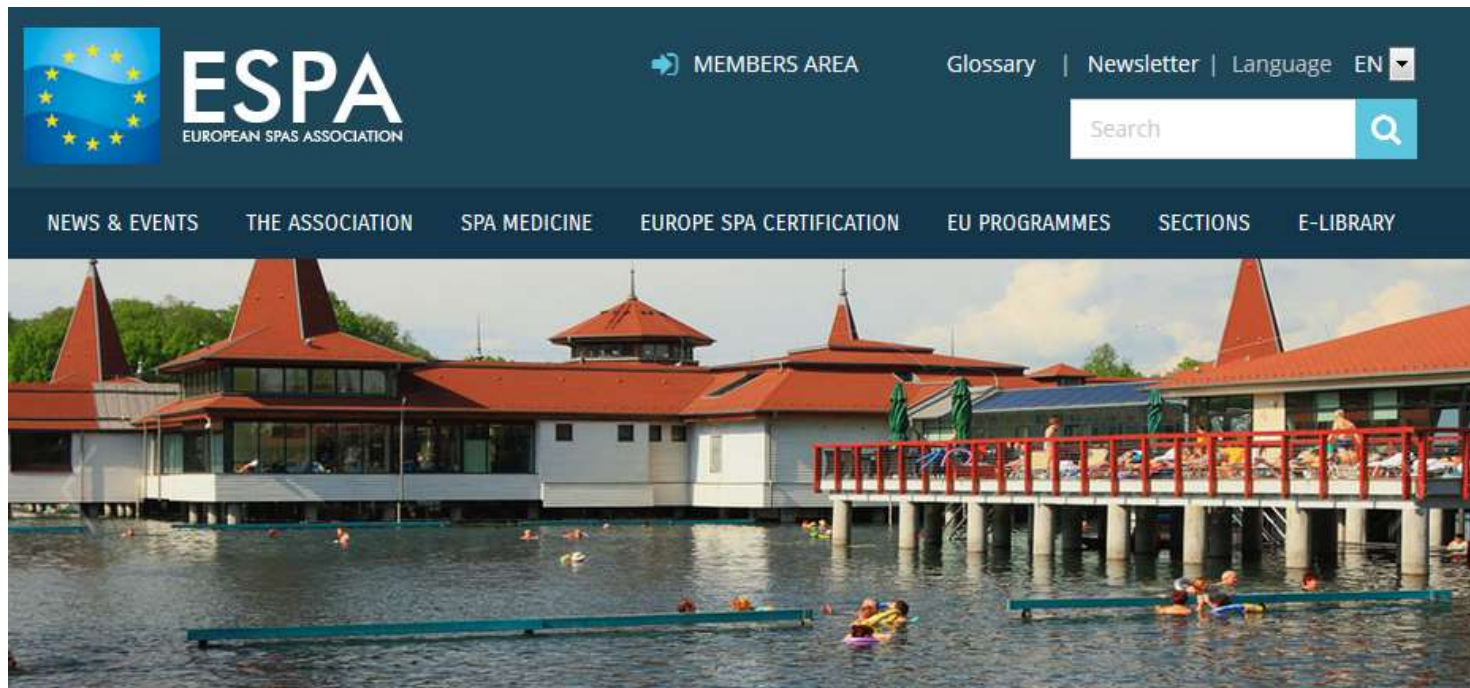 ESPA
EUROPEAN SPAS ASSOCIATION
MEMBERS AREA
Glossary | Newsletter | Language EN
Search
NEWS & EVENTS THE ASSOCIATION SPA MEDICINE EUROPE SPA CERTIFICATION EU PROGRAMMES SECTIONS E-LIBRARY